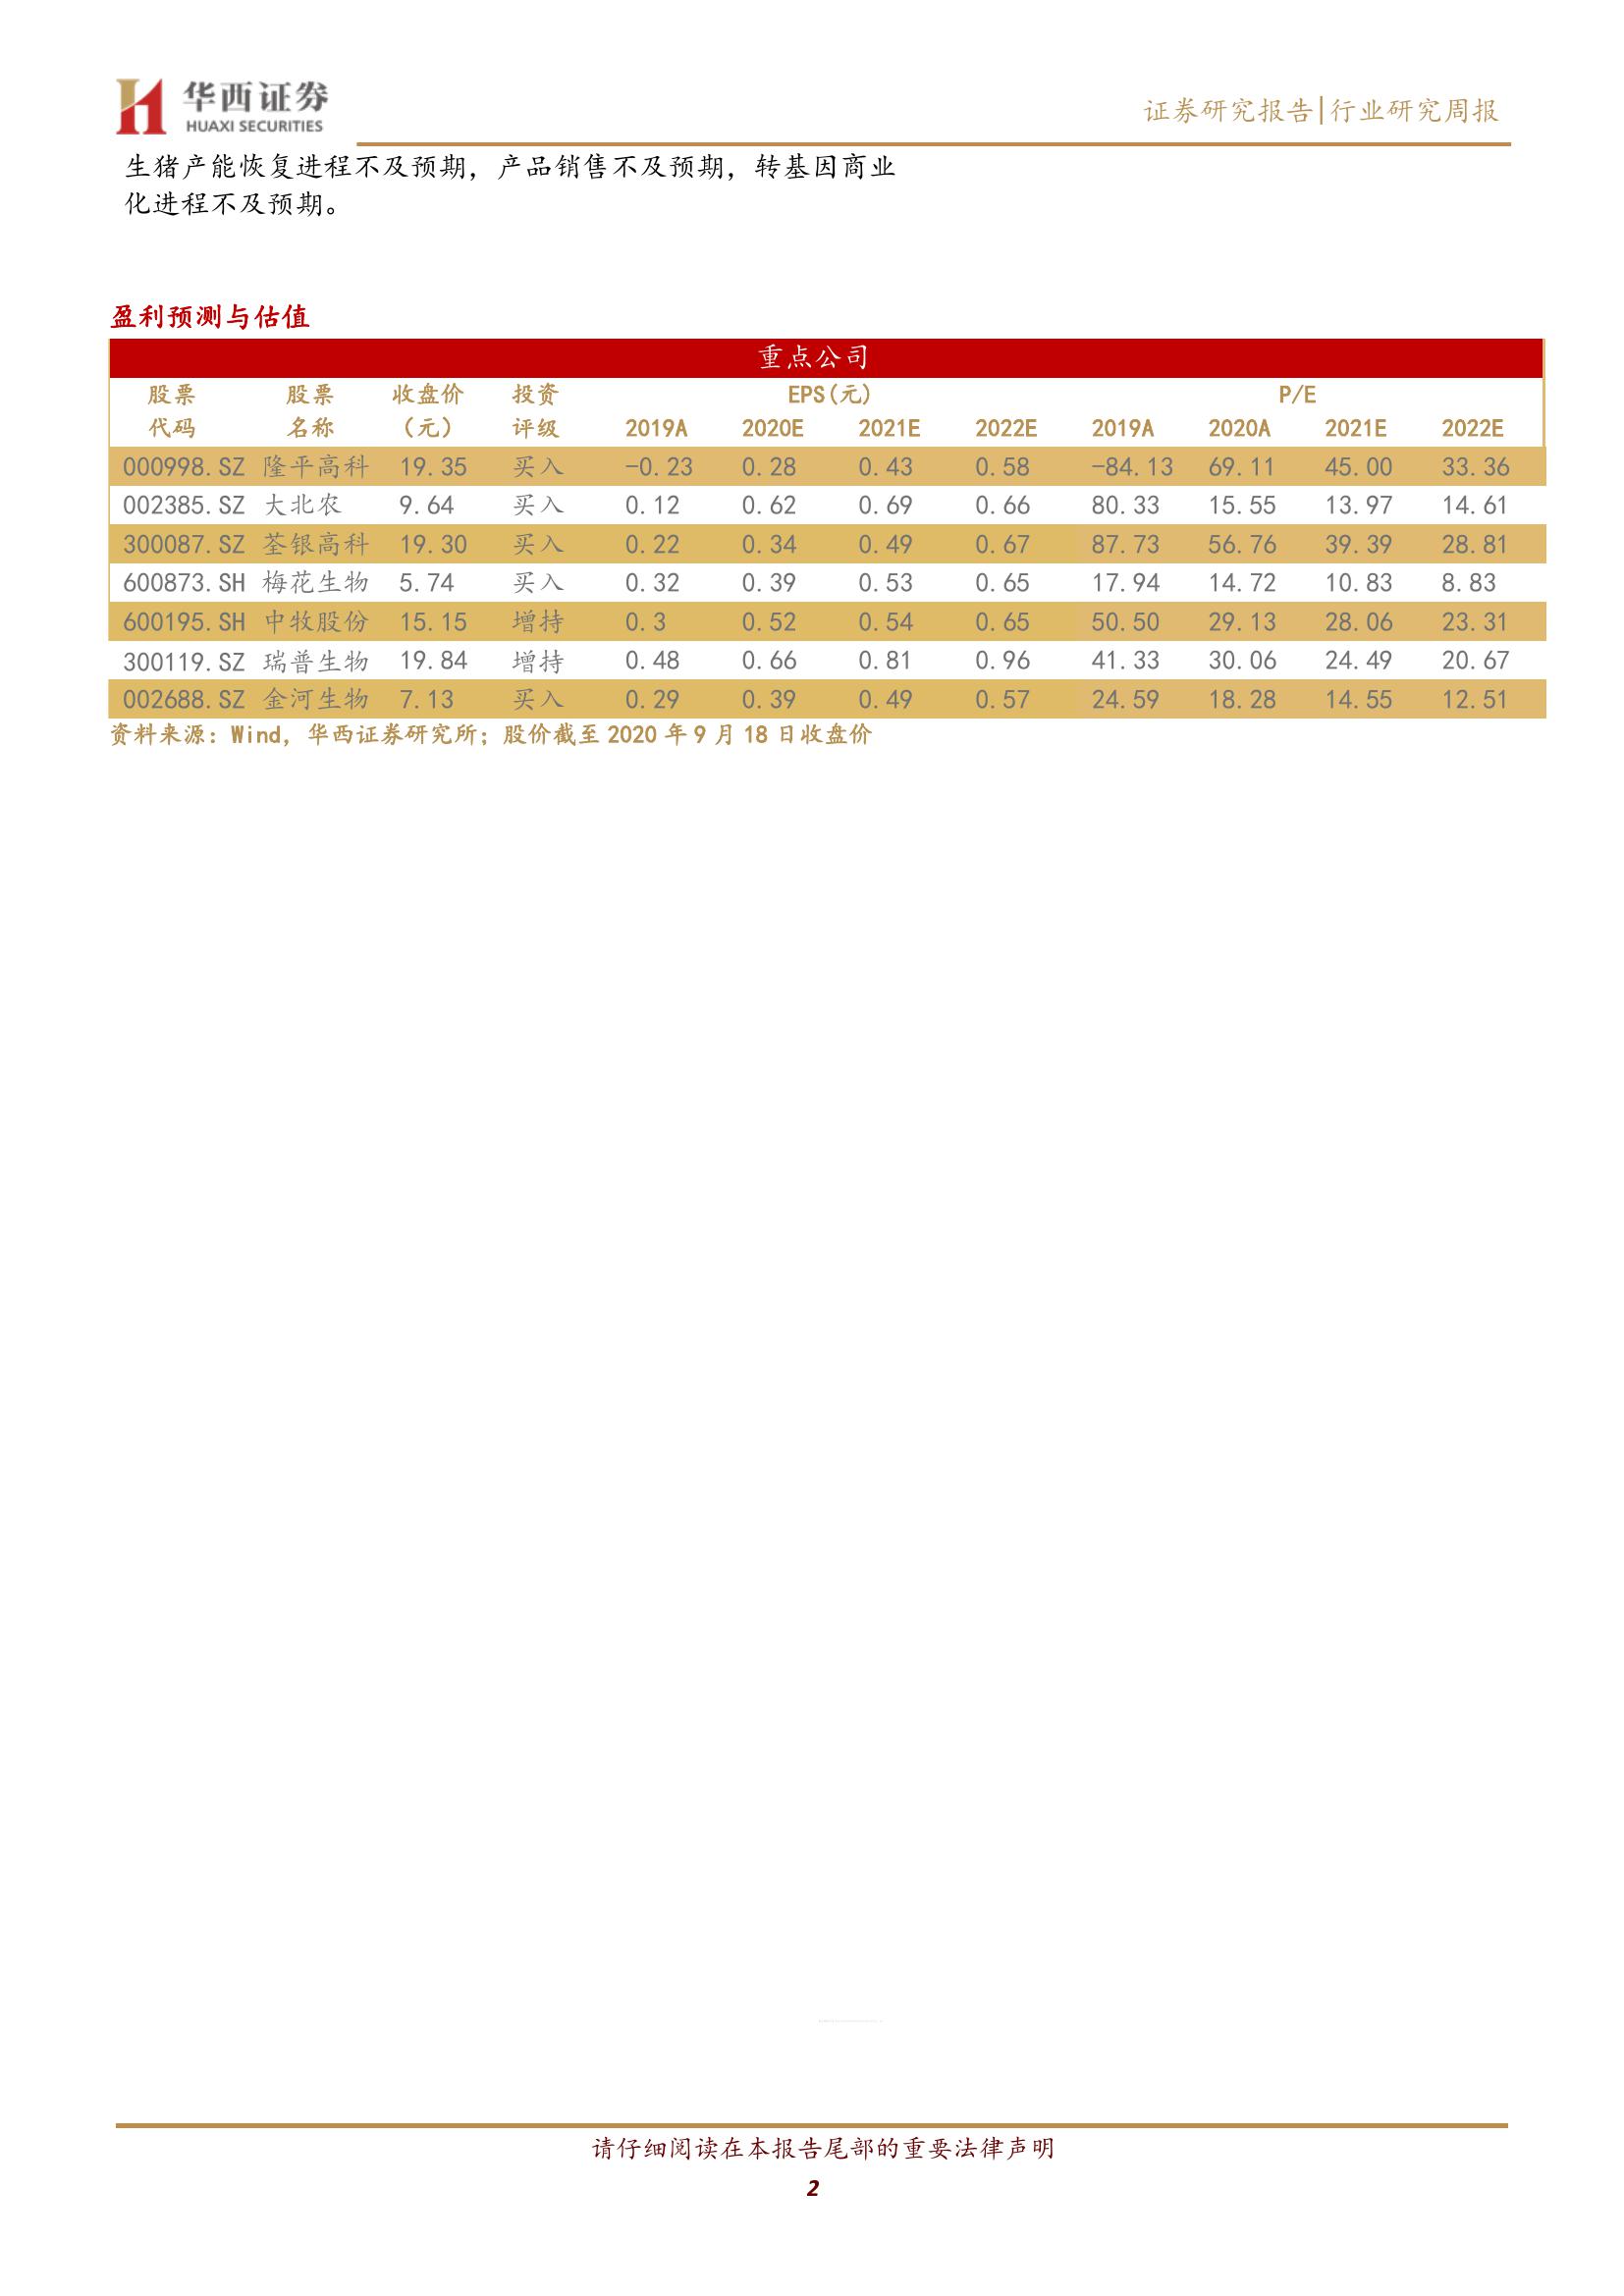 华西证券
HUAXI SECURITIES
证券研究报告|行业研究周报
生猪产能恢复进程不及预期，产品销售不及预期，转基因商业
化进程不及预期。
盈利预测与估值
重点公司
股票 股票 收盘价 投资 EPS(元) P/E
代码 名称 （元） 评级 2019A 2020E 2021E 2022E 2019A 2020A 2021E 2022E
000998.SZ 隆平高科 19.35 买入 -0.23 0.28 0.43 0.58 -84.13 69.11 45.00 33.36
002385.SZ 大北农 9.64 买入 0.12 0.62 0.69 0.66 80.33 15.55 13.97 14.61
300087.SZ 荃银高科 19.30 买入 0.22 0.34 0.49 0.67 87.73 56.76 39.39 28.81
600873.SH 梅花生物 5.74 买入 0.32 0.39 0.53 0.65 17.94 14.72 10.83 8.83
600195.SH 中牧股份 15.15 增持 0.3 0.52 0.54 0.65 50.50 29.13 28.06 23.31
300119.SZ 瑞普生物 19.84 增持 0.48 0.66 0.81 0.96 41.33 30.06 24.49 20.67
002688.SZ 金河生物 7.13 买入 0.29 0.39 0.49 0.57 24.59 18.28 14.55 12.51
资料来源：Wind，华西证券研究所；股价截至 2020 年 9 月 18 日收盘价
请仔细阅读在本报告尾部的重要法律声明
2